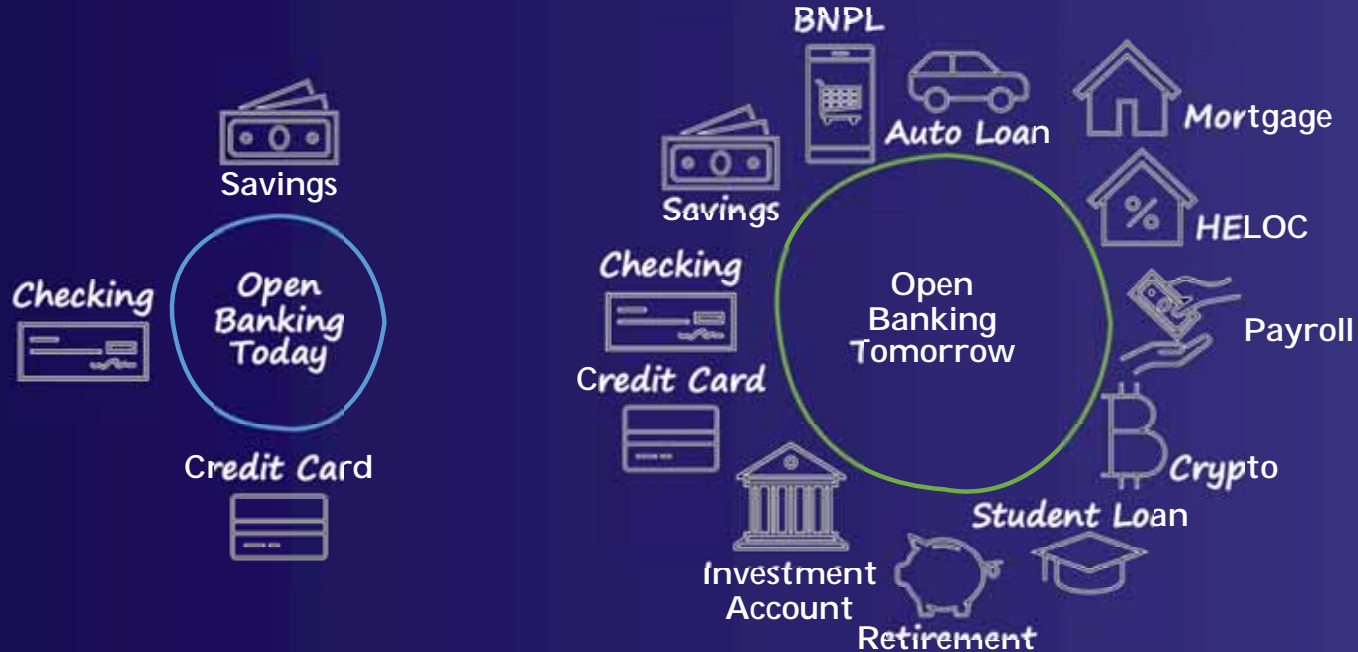 Savings
Checking
Open
Banking
Today
Credit Card
BNPL
Auto Loan
Mortgage
Savings
HELOC
Checking
Open
Banking
Tomorrow
Payroll
Credit Card
Crypto
Student Loan
Investment
Account
Retirement